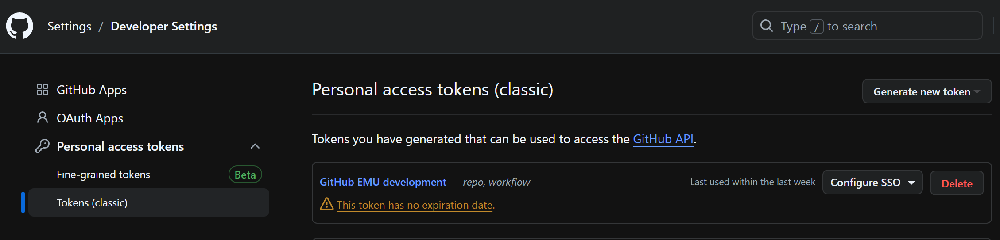 Settings / Developer Settings
Type / to search
GitHub Apps
OAuth Apps
Personal access tokens
Fine-grained tokens Beta
Tokens (classic)
Personal access tokens (classic)
Generate new token
Tokens you have generated that can be used to access the GitHub API.
GitHub EMU development — repo, workflow
Last used within the last week
Configure SSO
Delete
This token has no expiration date.